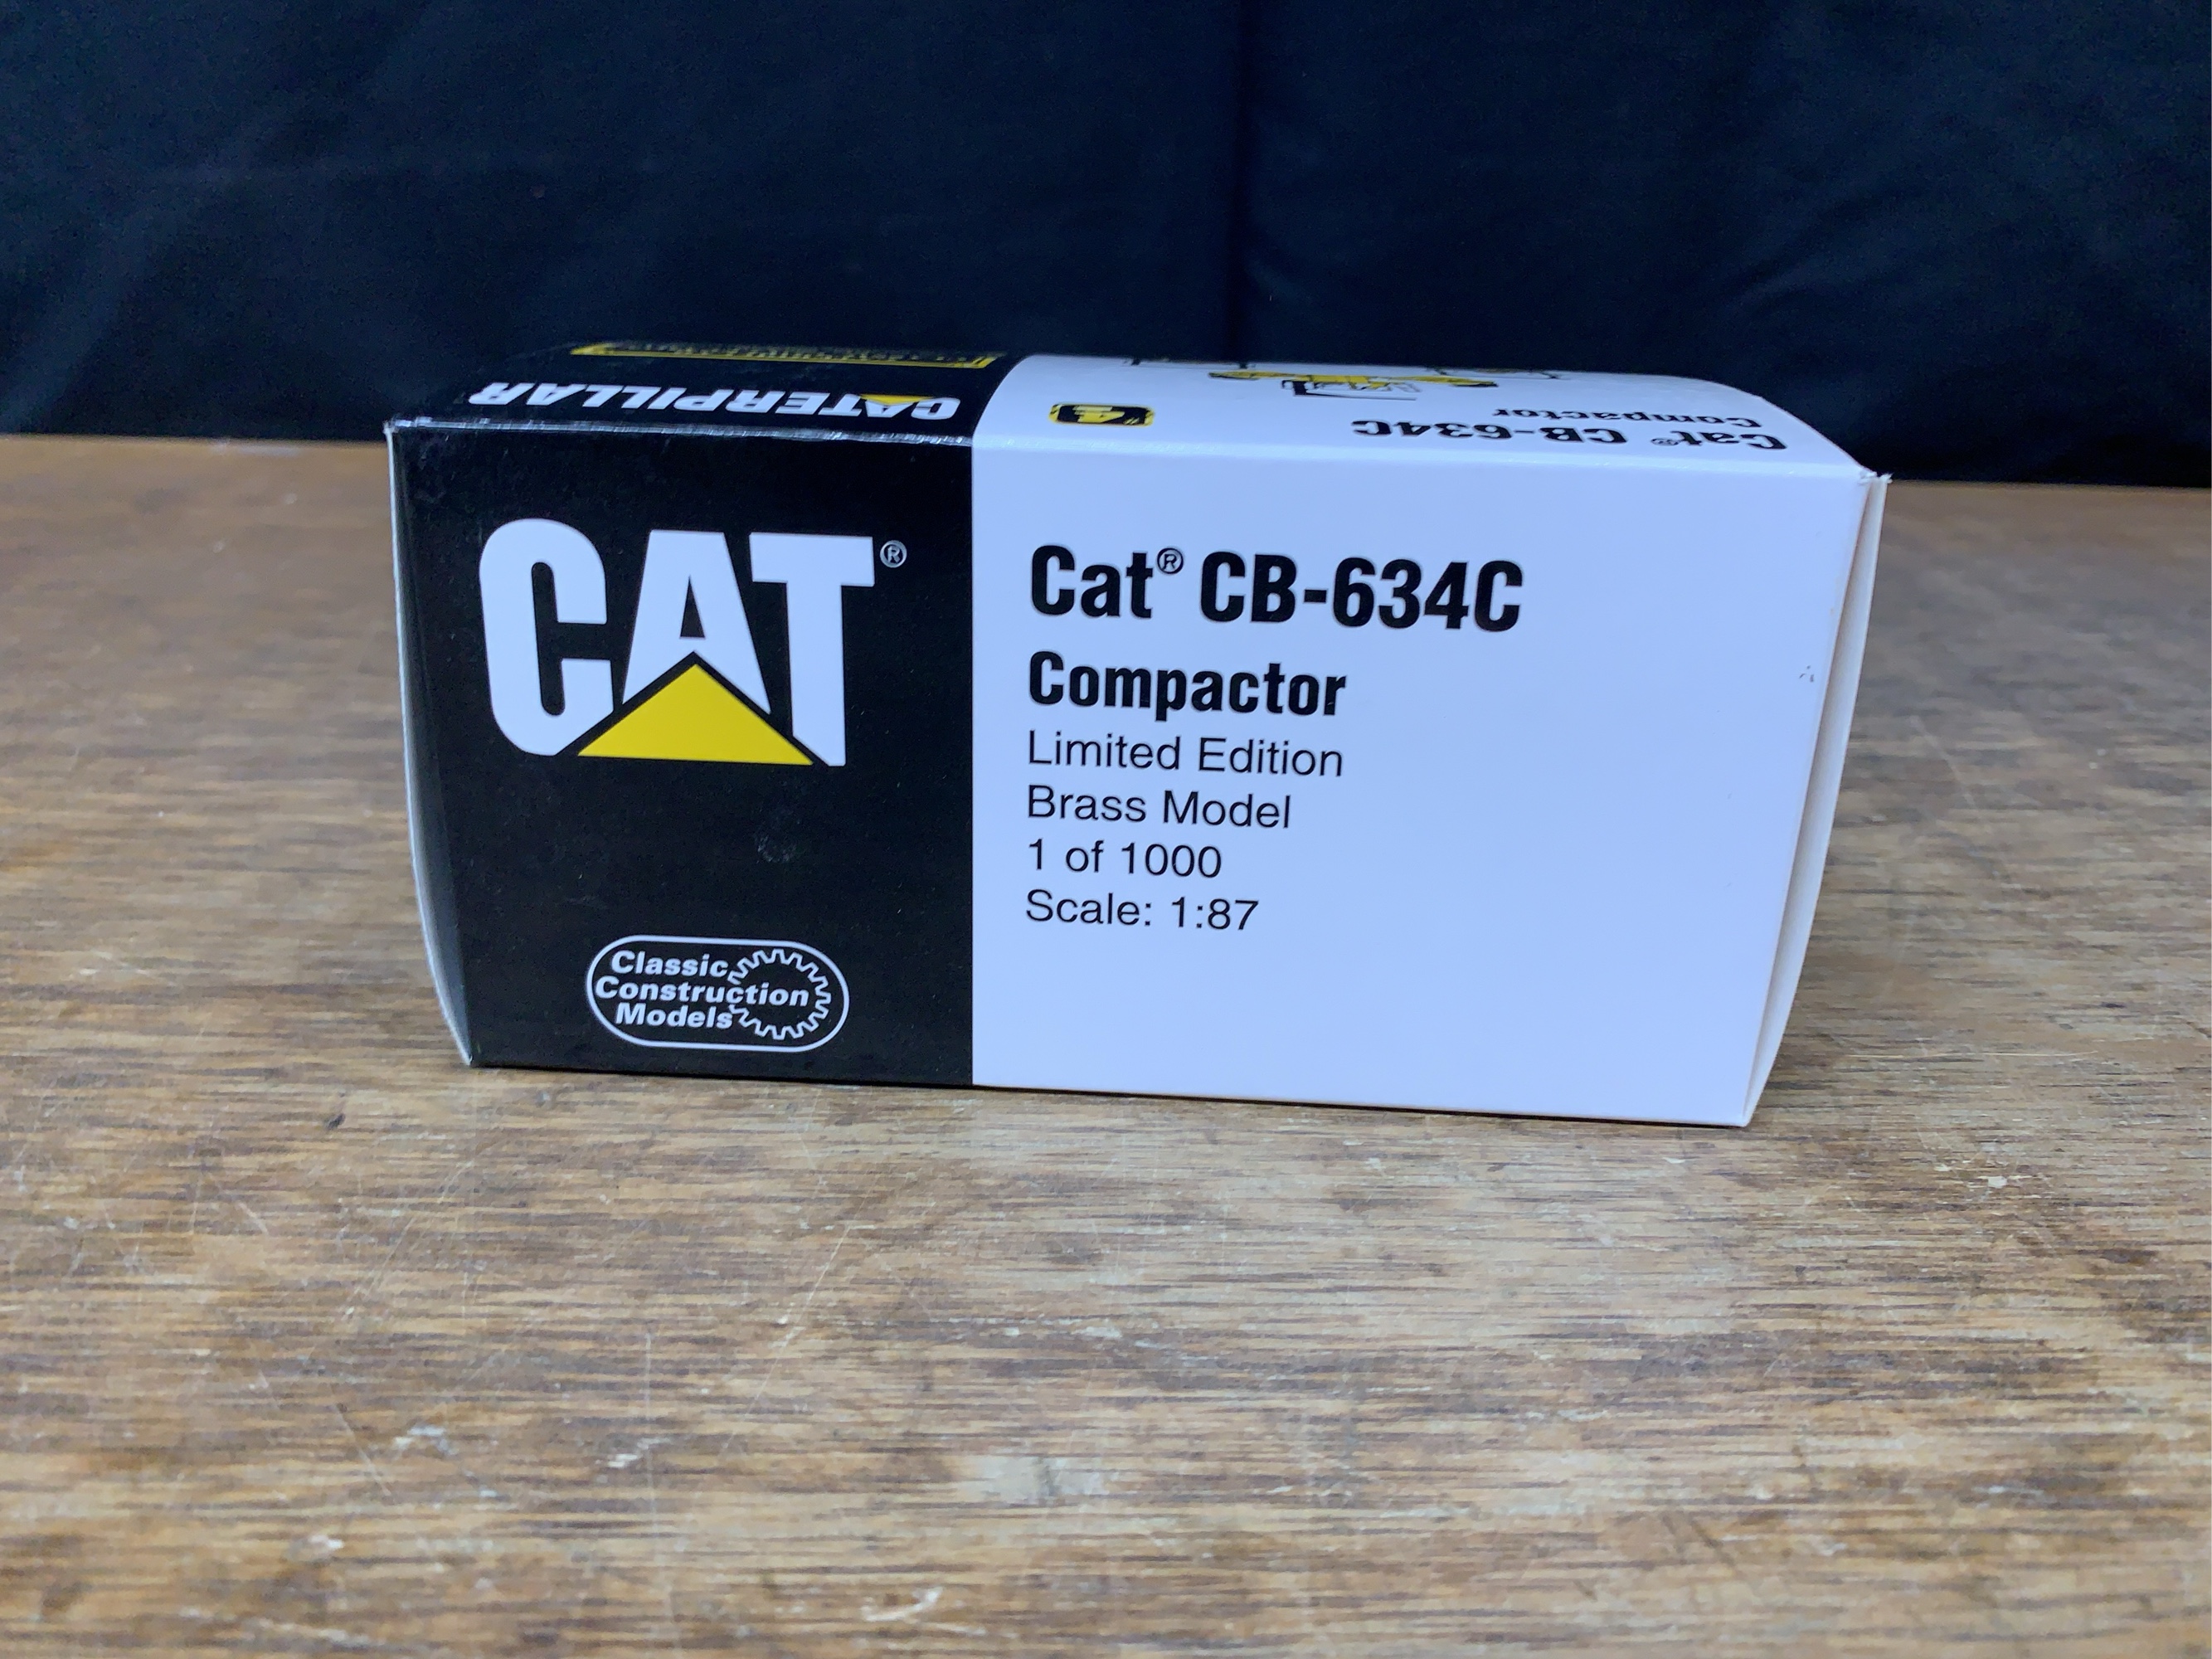 CATERPILLAR
Cat® CB-634C
Compactor
CAT®
Classic
Construction
Models
Cat® CB-634C
Compactor
Limited Edition
Brass Model
1 of 1000
Scale: 1:87